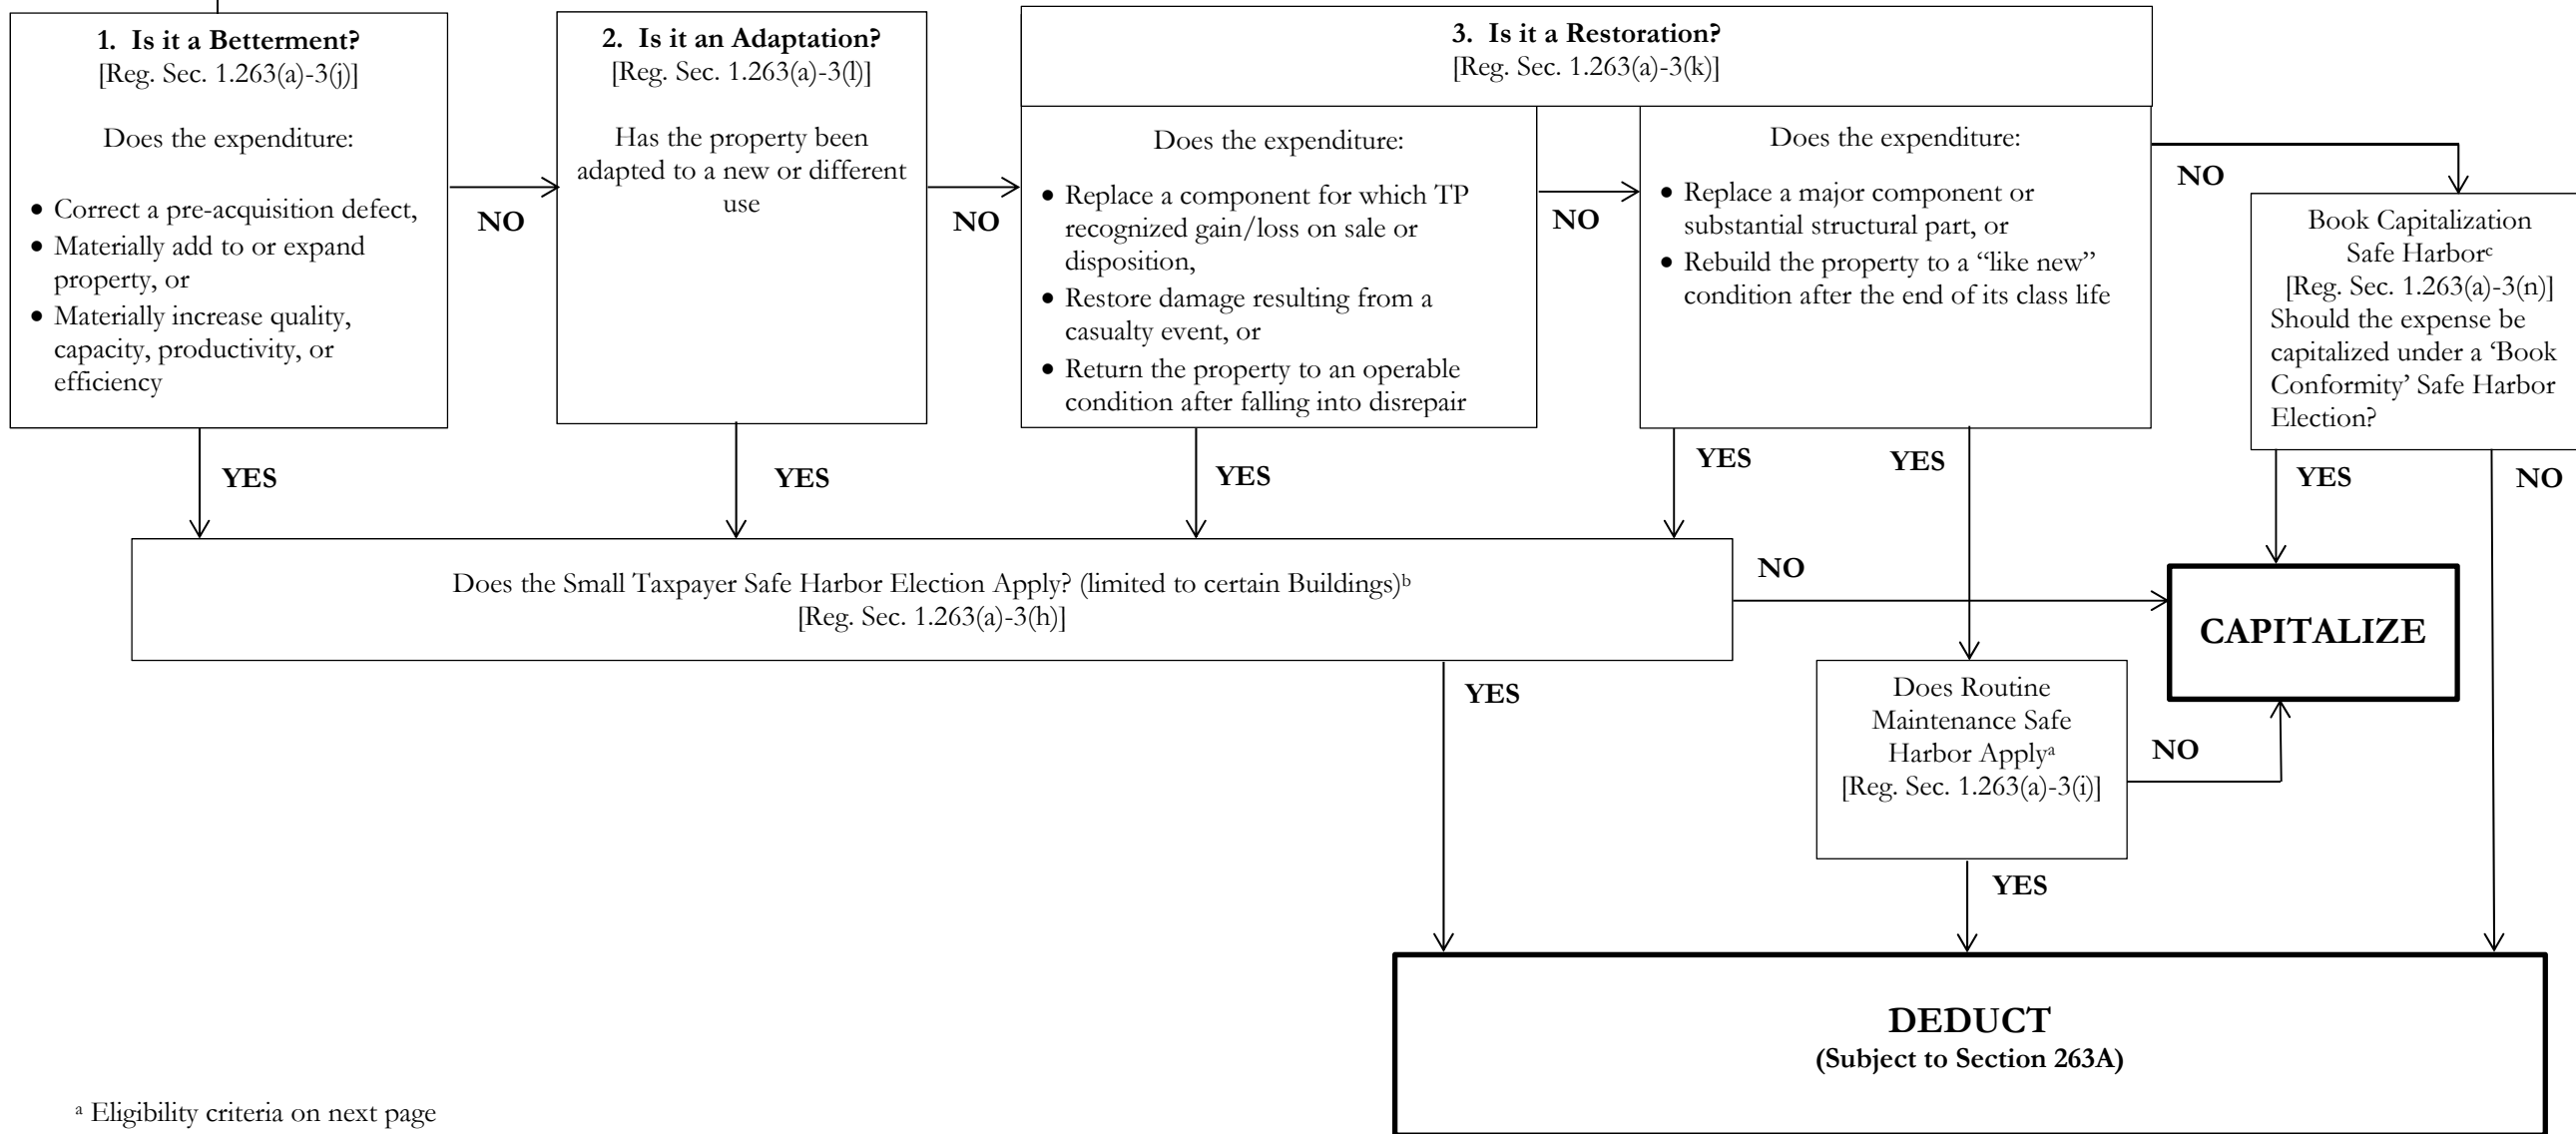 1. Is it a Betterment?
[Reg. Sec. 1.263(a)-3(j)]
Does the expenditure:
• Correct a pre-acquisition defect,
• Materially add to or expand
property, or
• Materially increase quality,
capacity, productivity, or
efficiency
NO
YES
2. Is it an Adaptation?
[Reg. Sec. 1.263(a)-3(l)]
Has the property been
adapted to a new or different
use
NO
YES
3. Is it a Restoration?
[Reg. Sec. 1.263(a)-3(k)]
Does the expenditure:
• Replace a component for which TP
recognized gain/loss on sale or
disposition,
• Restore damage resulting from a
casualty event, or
• Return the property to an operable
condition after falling into disrepair
NO
YES
Does the expenditure:
• Replace a major component or
substantial structural part, or
• Rebuild the property to a “like new”
condition after the end of its class life
NO
YES
YES
Book Capitalization
Safe Harborᶜ
[Reg. Sec. 1.263(a)-3(n)]
Should the expense be
capitalized under a ‘Book
Conformity’ Safe Harbor
Election?
YES
NO
Does the Small Taxpayer Safe Harbor Election Apply? (limited to certain Buildings)ᵇ
[Reg. Sec. 1.263(a)-3(h)]
NO
YES
CAPITALIZE
Does Routine
Maintenance Safe
Harbor Applyᵃ
[Reg. Sec. 1.263(a)-3(i)]
NO
YES
DEDUCT
(Subject to Section 263A)
ᵃ Eligibility criteria on next page